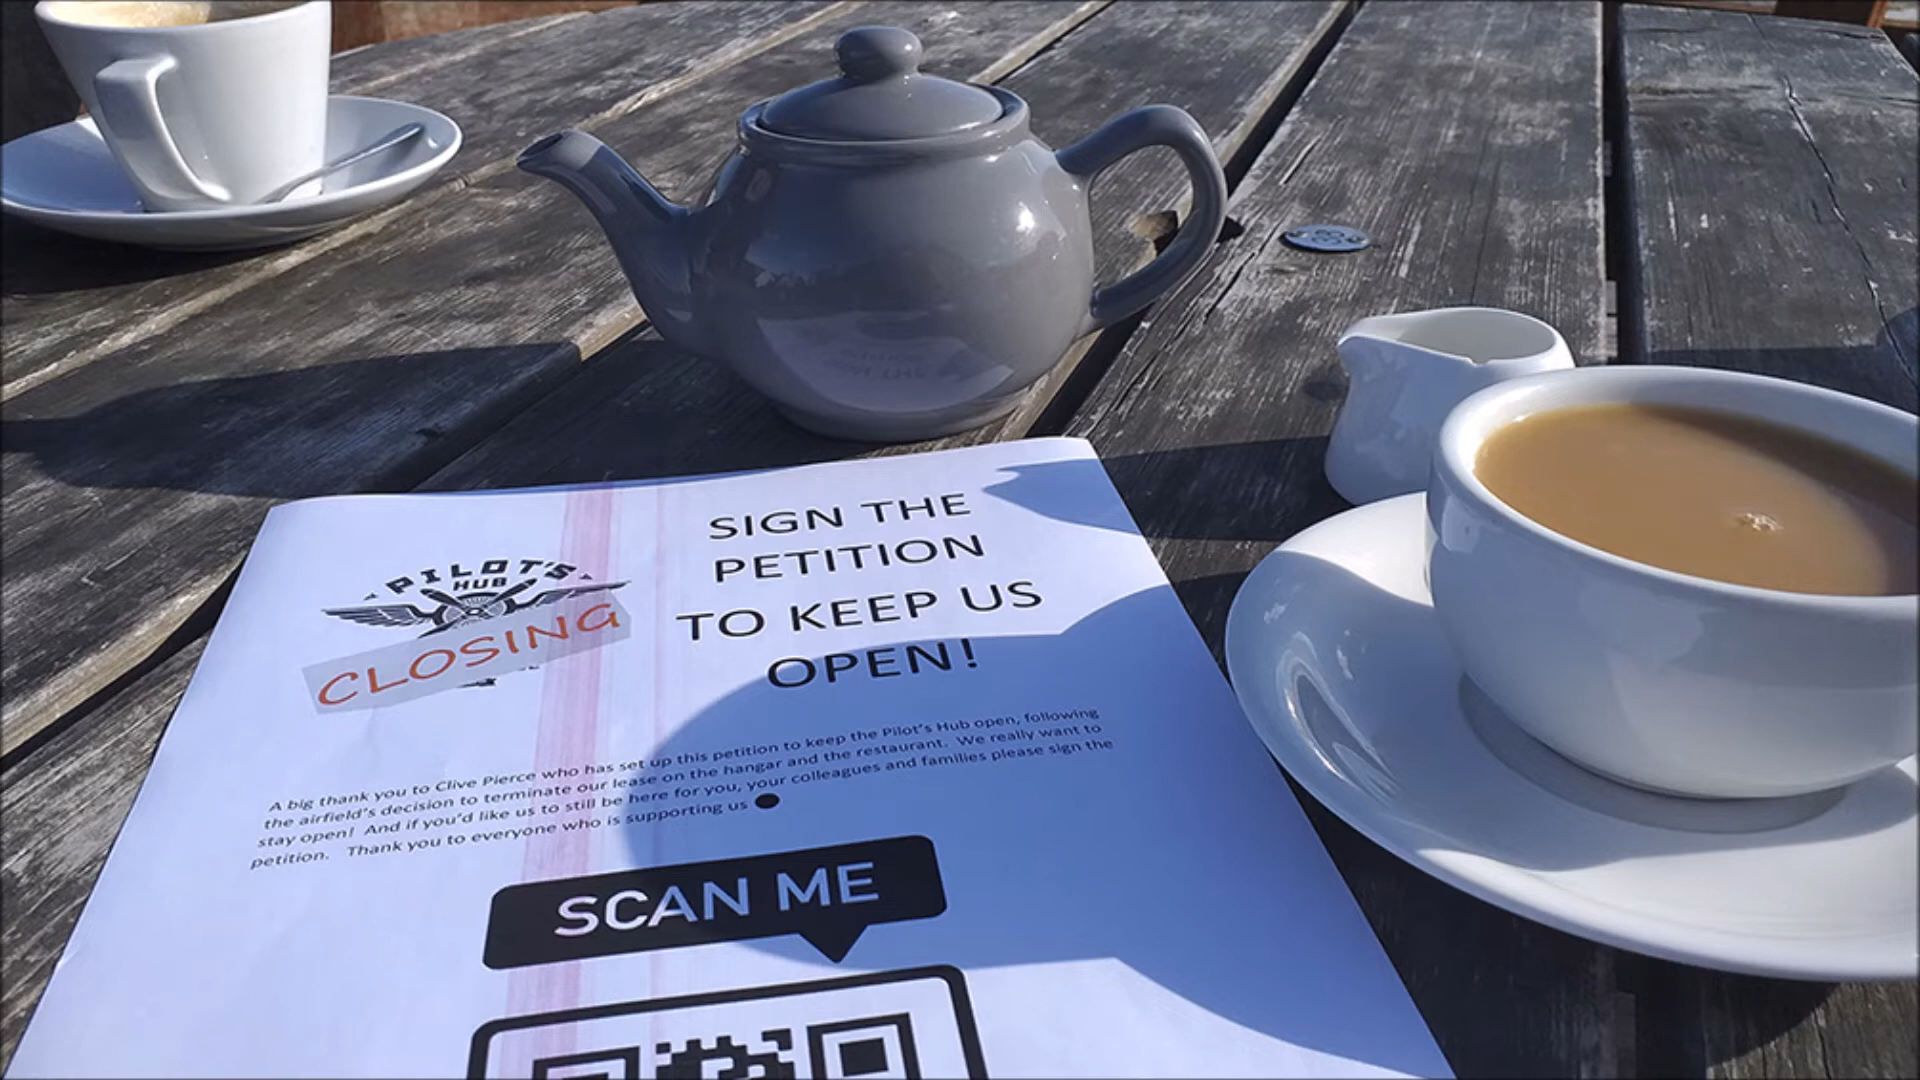 PILOT'S
HUB
CLOSING
SIGN THE
PETITION
TO KEEP US
OPEN!
A big thank you to Clive Pierce who has set up this petition to keep the Pilot's Hub open, following
the airfield's decision to terminate our lease on the hangar and the restaurant. We really want to
stay open! And if you'd like us to still be here for you, your colleagues and families please sign the
petition. Thank you to everyone who is supporting us
SCAN ME
33